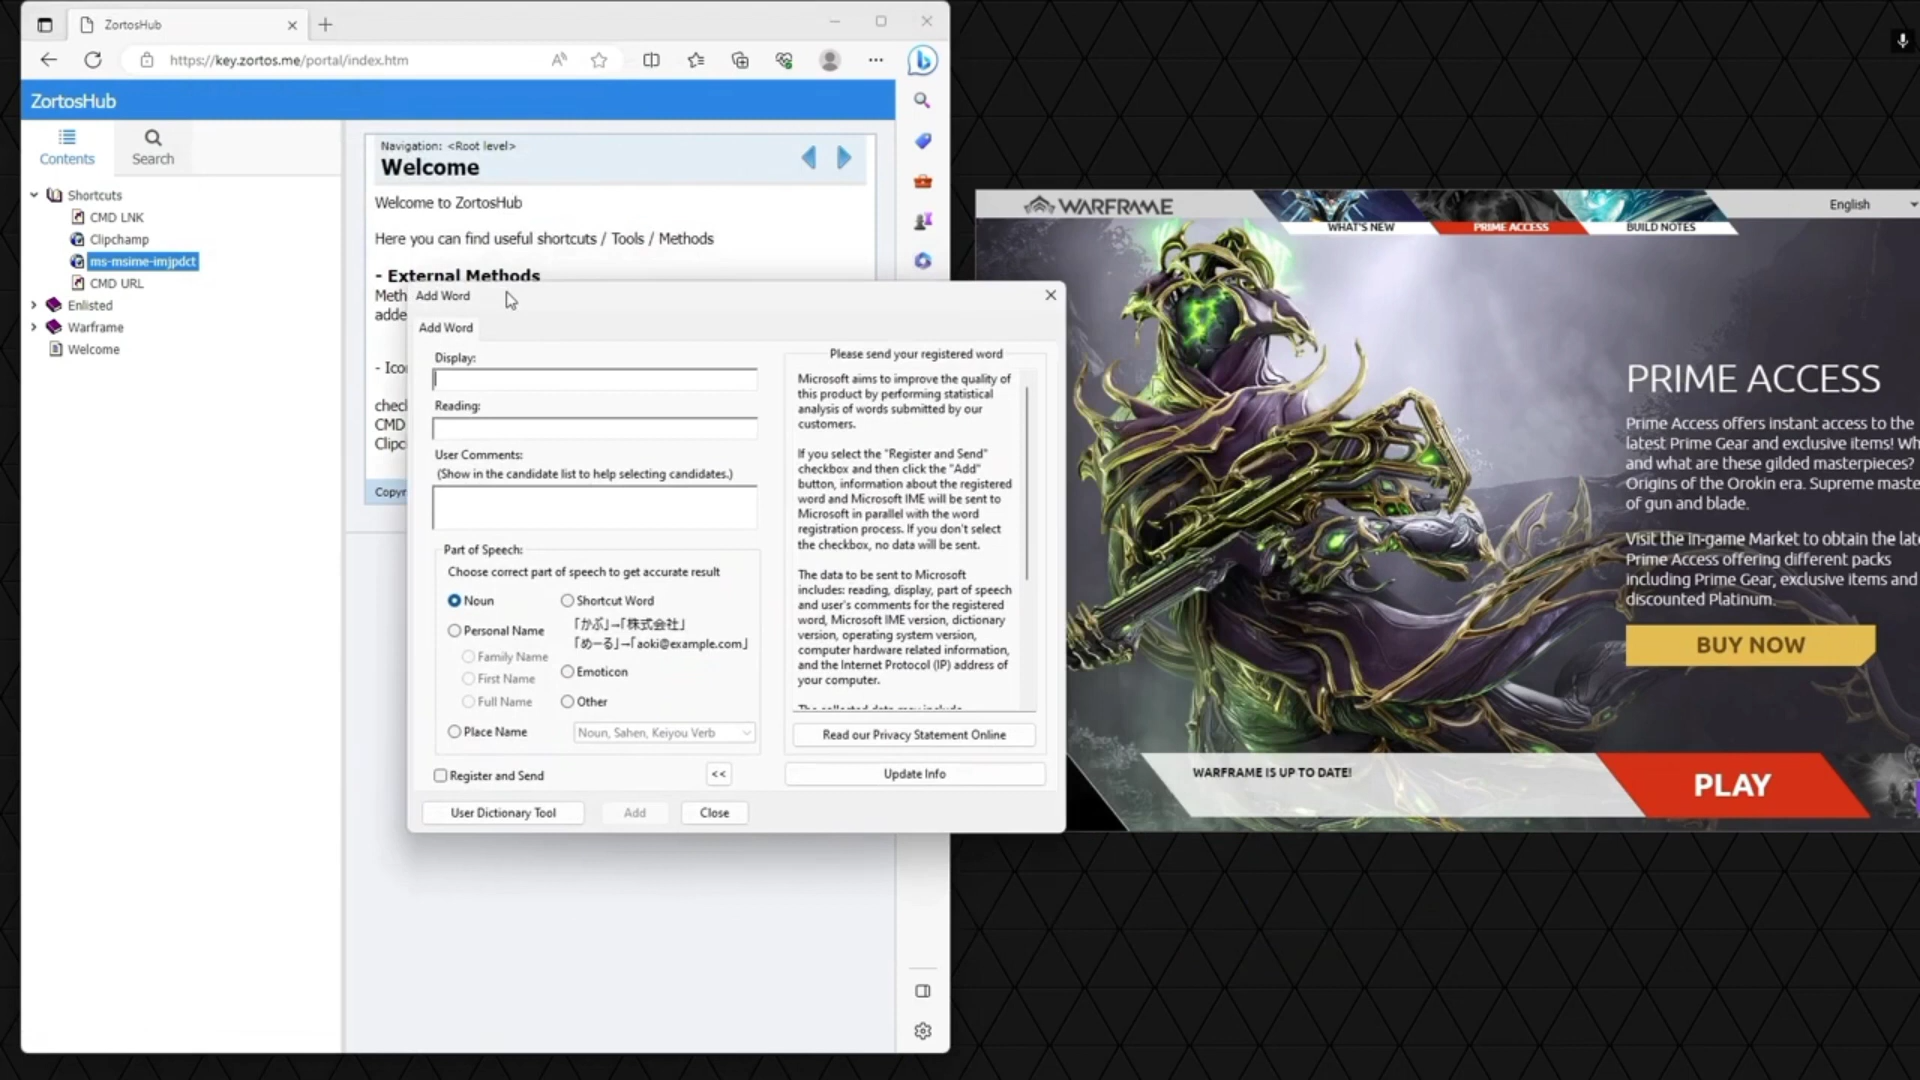 ZortosHub
https://key.zortos.me/portal/index.htm
ZortosHub
Contents
Search
Shortcuts
CMD LNK
Clipchamp
ms-msime-imjpdct
CMD URL
Enlisted
Warframe
Welcome
Navigation: <Root level>
Welcome
Welcome to ZortosHub
Here you can find useful shortcuts / Tools / Methods
- External Methods
Meth
adde
- Ico
chec
CMD
Clipc
Copyr
Add Word
Add Word
Display:
Reading:
User Comments:
(Show in the candidate list to help selecting candidates.)
Part of Speech:
Choose correct part of speech to get accurate result
Noun
Shortcut Word
「かぶ」→「株式会社」
「めーる」→「aoki@example.com」
Personal Name
Family Name
First Name
Full Name
Emoticon
Other
Place Name
Noun, Sahen, Keiyou Verb
Register and Send
<<
User Dictionary Tool
Add
Close
Please send your registered word
Microsoft aims to improve the quality of
this product by performing statistical
analysis of words submitted by our
customers.
If you select the "Register and Send"
checkbox and then click the "Add"
button, information about the registered
word and Microsoft IME will be sent to
Microsoft in parallel with the word
registration process. If you don't select
the checkbox, no data will be sent.
The data to be sent to Microsoft
includes: reading, display, part of speech
and user's comments for the registered
word, Microsoft IME version, dictionary
version, operating system version,
computer hardware related information,
and the Internet Protocol (IP) address of
your computer.
The collected data may include
Read our Privacy Statement Online
Update Info
WARFRAME
WHAT'S NEW
PRIME ACCESS
BUILD NOTES
English
PRIME ACCESS
Prime Access offers instant access to the
latest Prime Gear and exclusive items! Wh
and what are these gilded masterpieces?
Origins of the Orokin era. Supreme maste
of gun and blade.
Visit the in-game Market to obtain the late
Prime Access offering different packs
including Prime Gear, exclusive items and
discounted Platinum.
BUY NOW
WARFRAME IS UP TO DATE!
PLAY